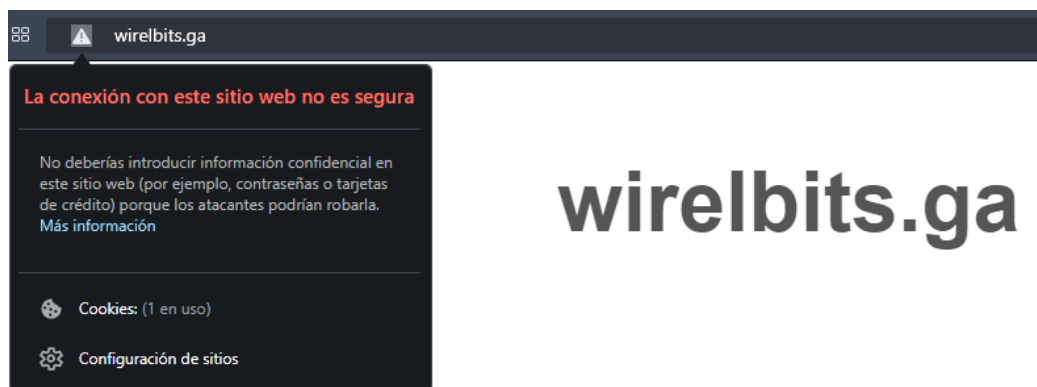 wirelbits.ga
La conexión con este sitio web no es segura
No deberías introducir información confidencial en
este sitio web (por ejemplo, contraseñas o tarjetas
de crédito) porque los atacantes podrían robarla.
Más información
Cookies: (1 en uso)
Configuración de sitios
wirelbits.ga